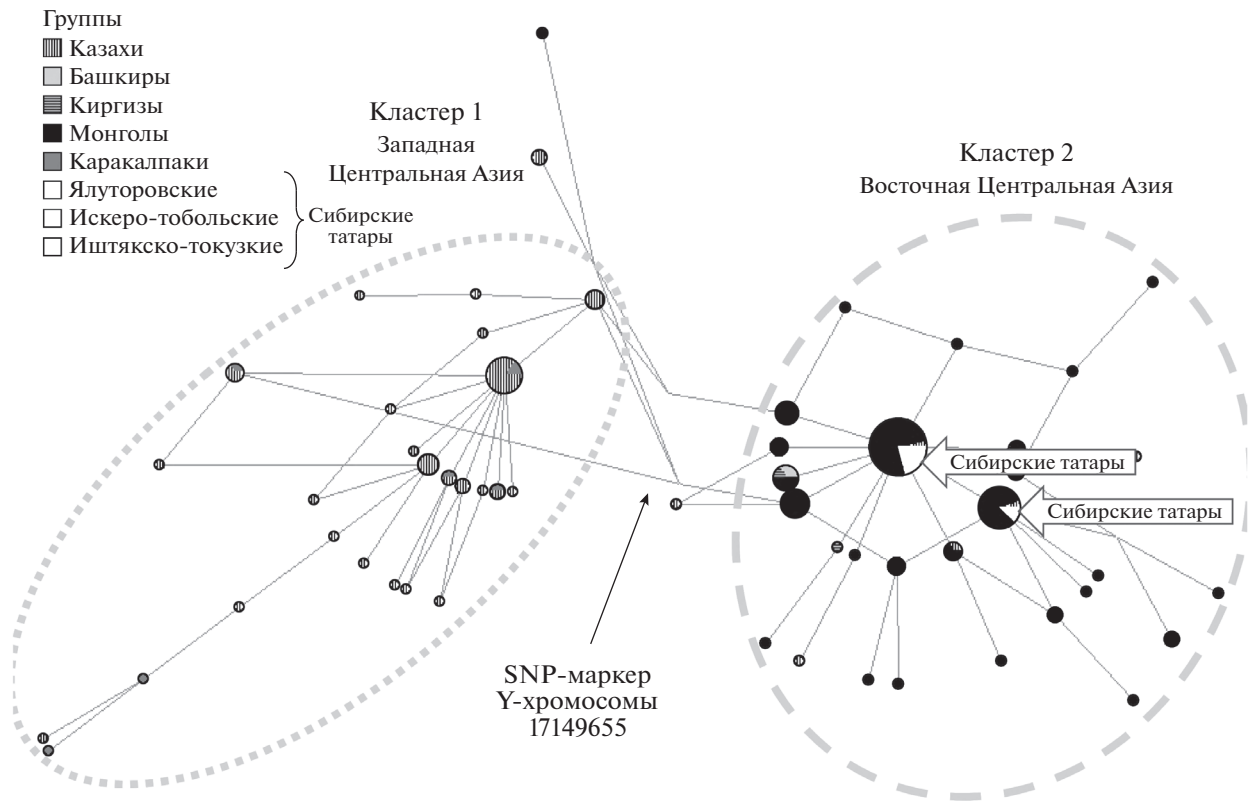 Группы
Казахи
Башкиры
Киргизы
Монголы
Каракалпаки
Ялуторовские
Искеро-тобольские
Иштякско-токузкие
Сибирские
татары
Кластер 1
Западная
Центральная Азия
Кластер 2
Восточная Центральная Азия
Сибирские татары
Сибирские татары
SNP-маркер
Y-хромосомы
17149655